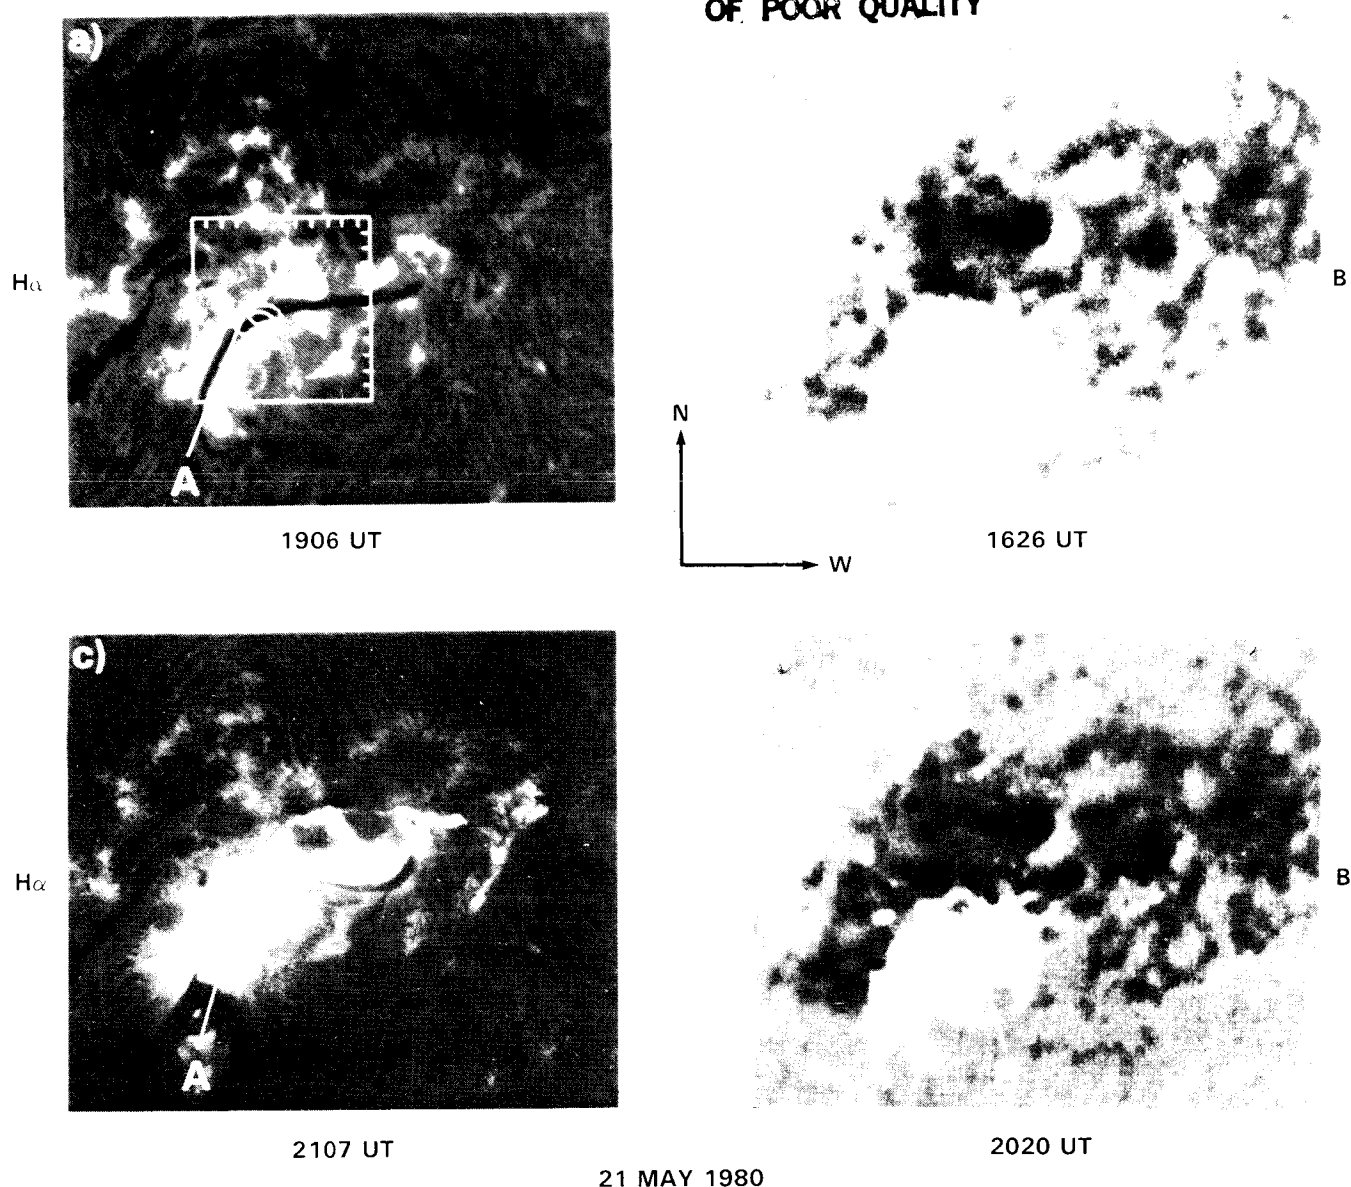 OF POOR QUALITY
a)
Hα
B
A
N
W
1906 UT
1626 UT
c)
Hα
B
A
2107 UT
2020 UT
21 MAY 1980